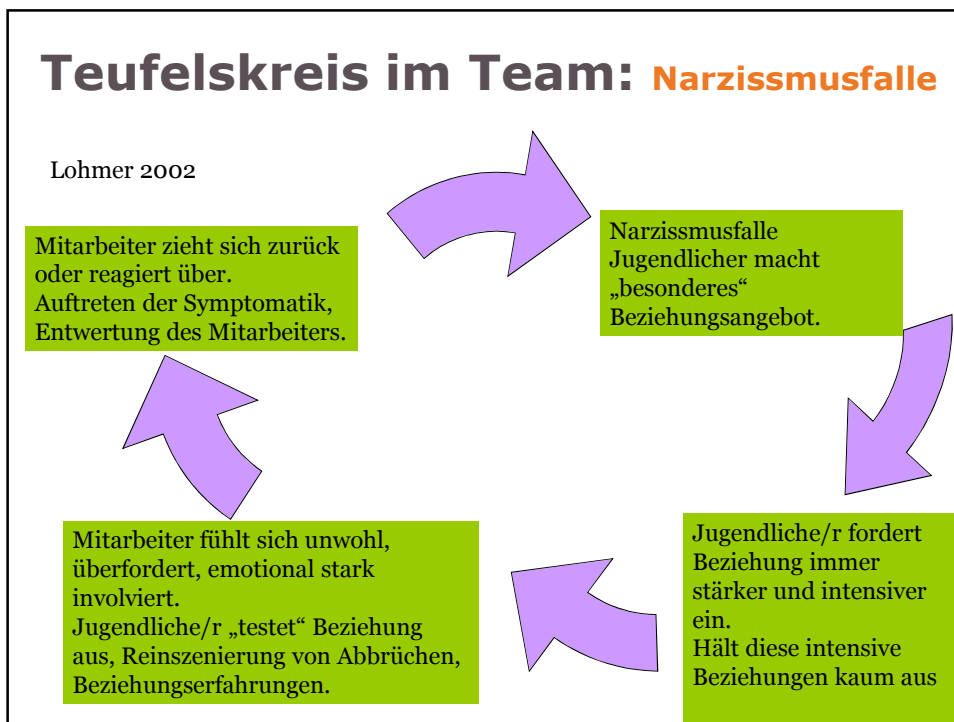 Teufelskreis im Team: Narzissmusfalle
Lohmer 2002
Mitarbeiter zieht sich zurück
oder reagiert über.
Auftreten der Symptomatik,
Entwertung des Mitarbeiters.
Narzissmusfalle
Jugendlicher macht
„besonderes“
Beziehungsangebot.
Jugendliche/r fordert
Beziehung immer
stärker und intensiver
ein.
Hält diese intensive
Beziehungen kaum aus
Mitarbeiter fühlt sich unwohl,
überfordert, emotional stark
involviert.
Jugendliche/r „testet“ Beziehung
aus, Reinszenierung von Abbrüchen,
Beziehungserfahrungen.